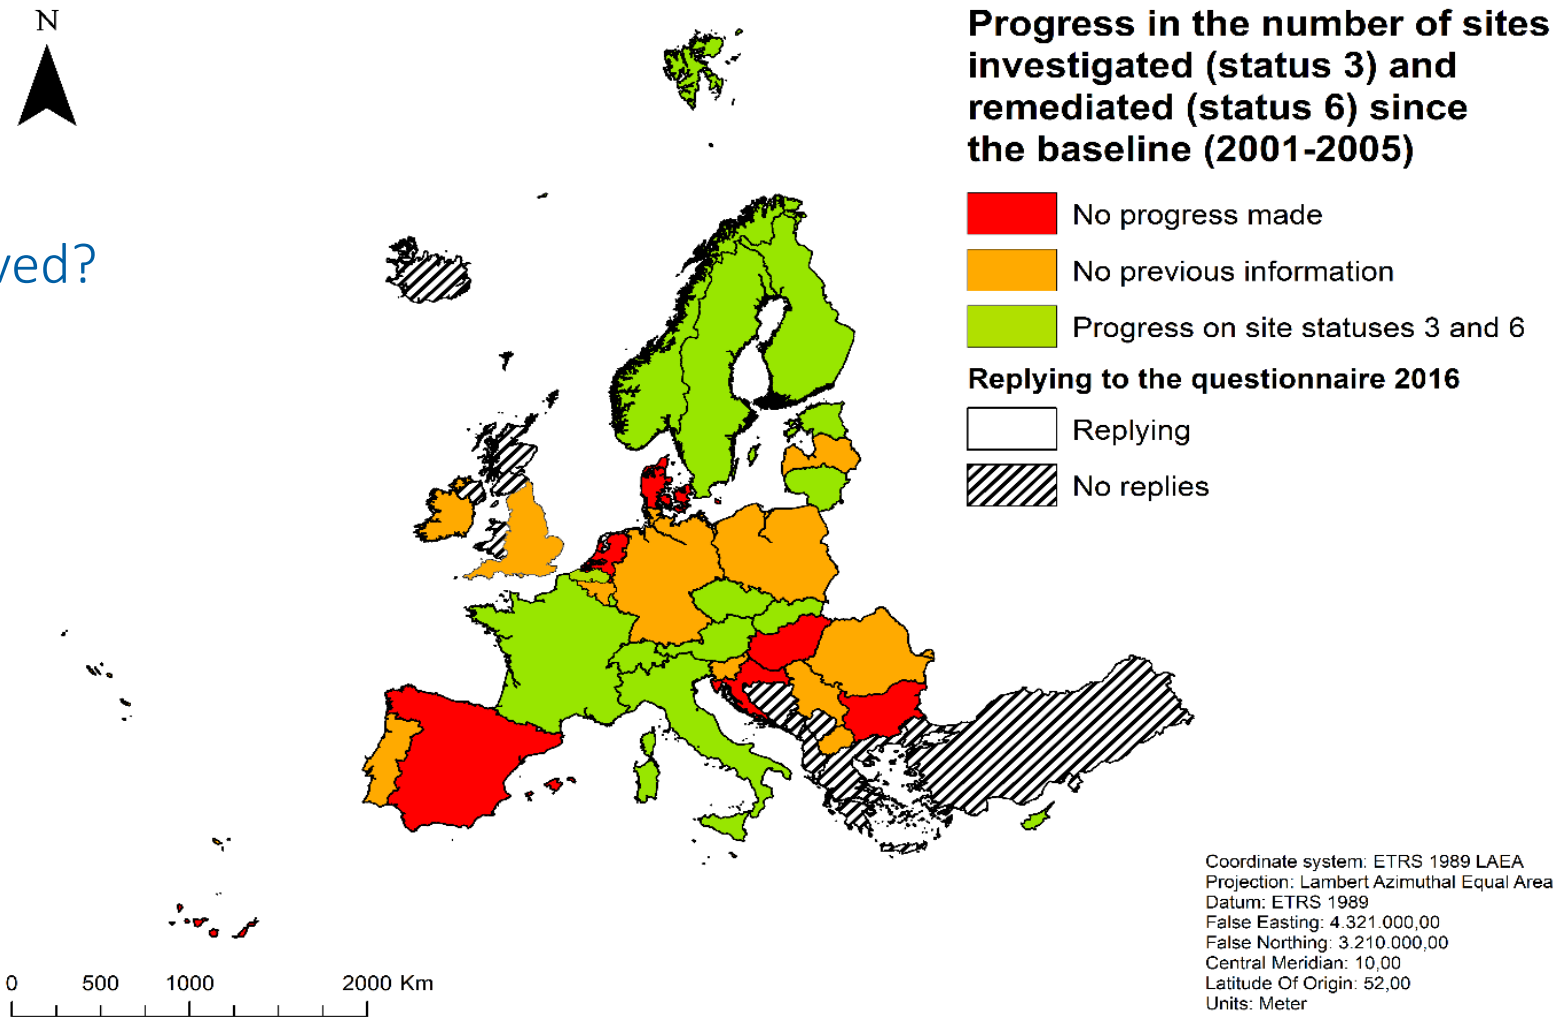 N
ved?
Progress in the number of sites
investigated (status 3) and
remediated (status 6) since
the baseline (2001-2005)
No progress made
No previous information
Progress on site statuses 3 and 6
Replying to the questionnaire 2016
Replying
No replies
Coordinate system: ETRS 1989 LAEA
Projection: Lambert Azimuthal Equal Area
Datum: ETRS 1989
False Easting: 4.321.000,00
False Northing: 3.210.000,00
Central Meridian: 10,00
Latitude Of Origin: 52,00
Units: Meter
0 500 1000 2000 Km